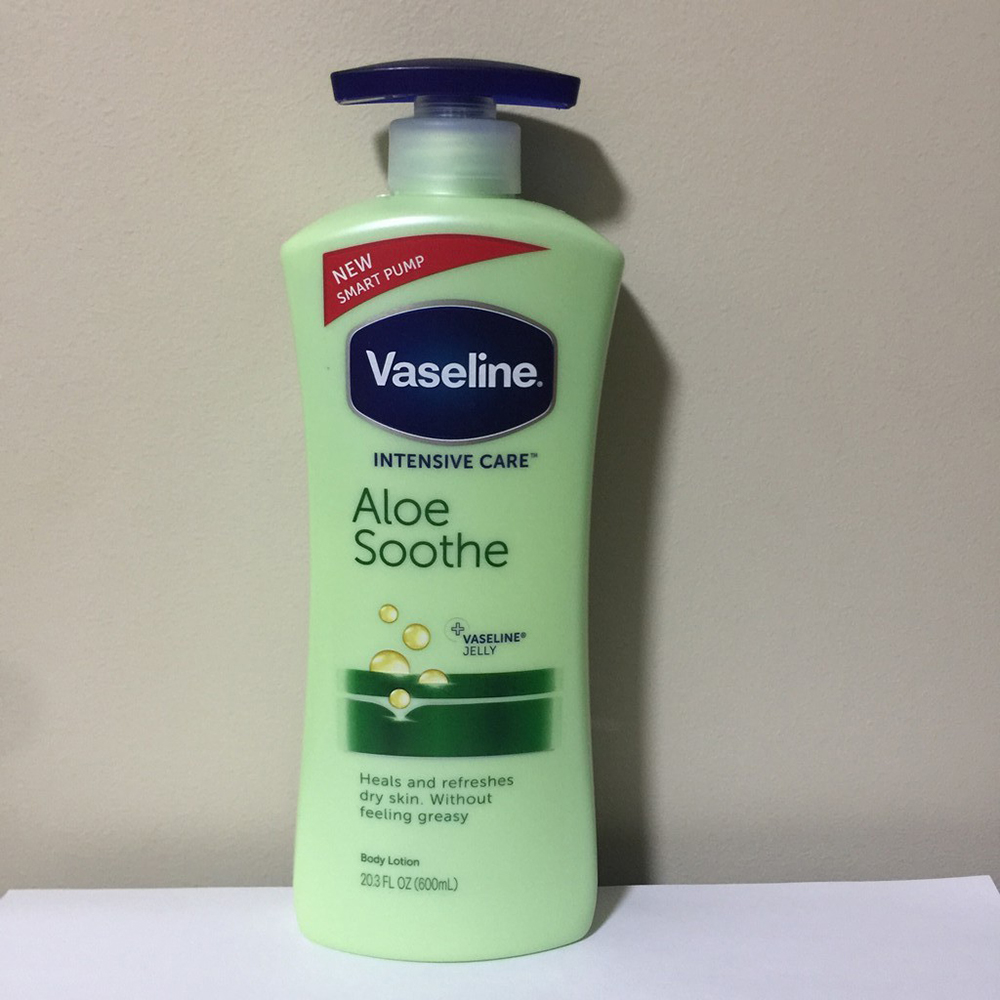 NEW
SMART PUMP
Vaseline®
INTENSIVE CARE™
Aloe
Soothe
VASELINE®
JELLY
Heals and refreshes
dry skin. Without
feeling greasy
Body Lotion
20.3 FL OZ (600mL)